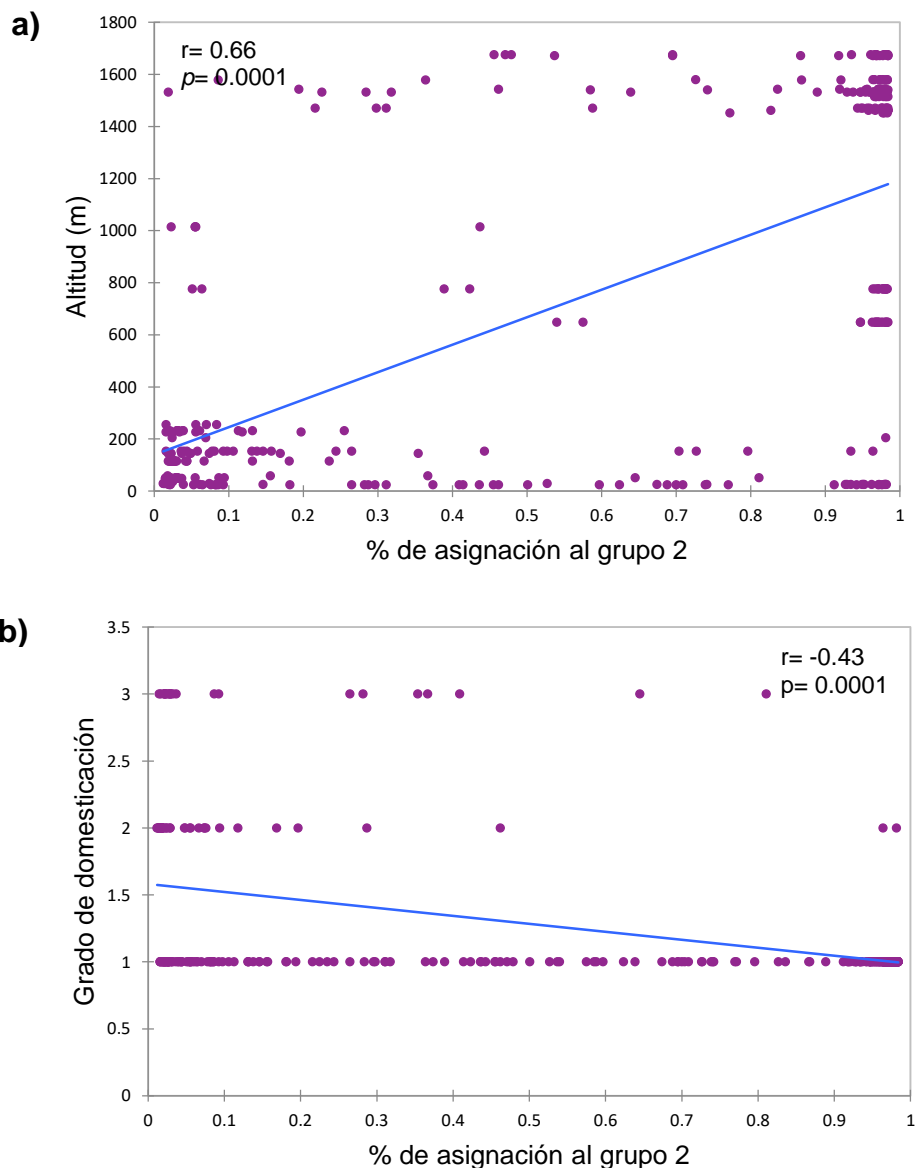 a)
r= 0.66
p= 0.0001
Altitud (m)
1800
1600
1400
1200
1000
800
600
400
200
0
0 0.1 0.2 0.3 0.4 0.5 0.6 0.7 0.8 0.9 1
% de asignación al grupo 2
b)
r= -0.43
p= 0.0001
Grado de domesticación
3.5
3
2.5
2
1.5
1
0.5
0
0 0.1 0.2 0.3 0.4 0.5 0.6 0.7 0.8 0.9 1
% de asignación al grupo 2